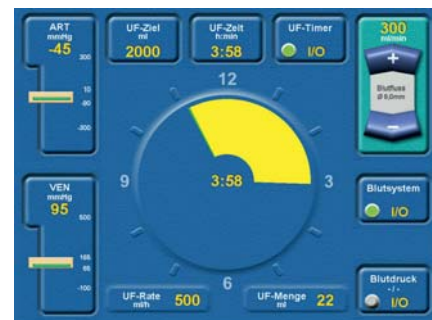 ART
mmHg
-45
200
10
-90
-300
UF-Ziel
ml
2000
UF-Zeit
h:min
3:58
UF-Timer
I/O
300
ml/min
+
Blutfluss
Ø 8,0mm
–
12
3
6
9
3:58
VEN
mmHg
95
500
165
65
-100
Blutsystem
I/O
UF-Rate
ml/h
500
UF-Menge
ml
22
Blutdruck
- / -
I/O